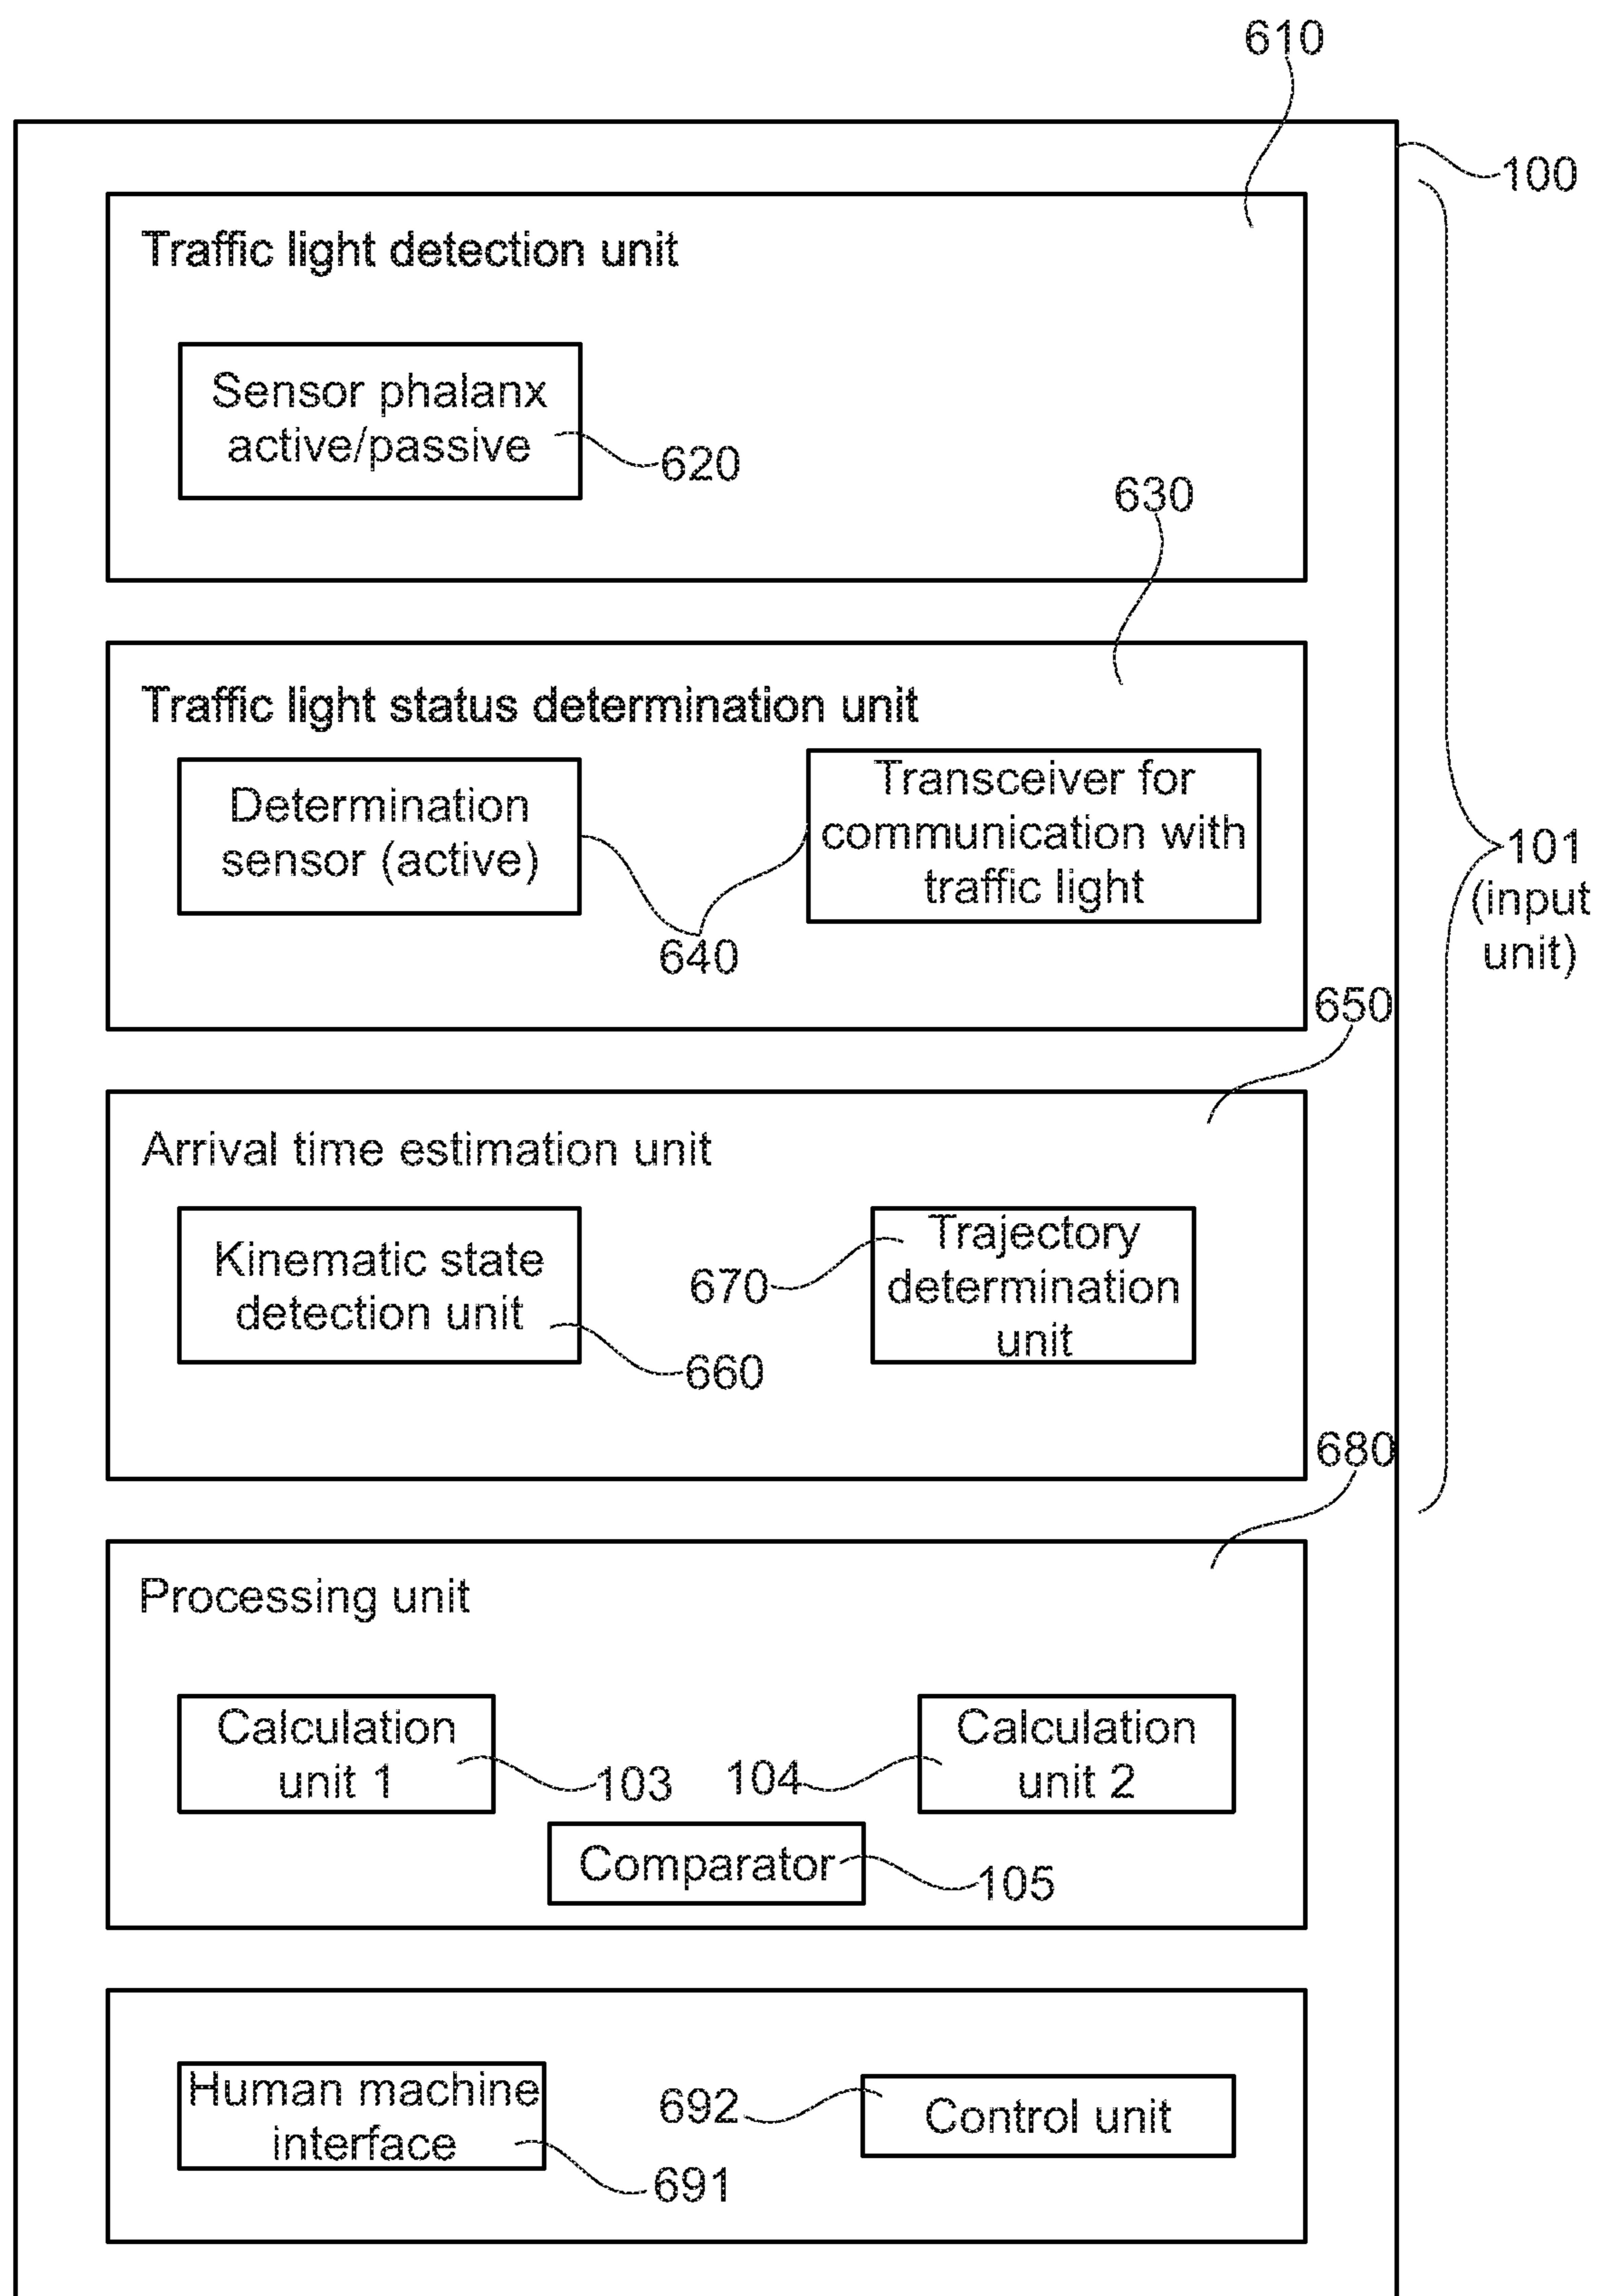 610
100
Traffic light detection unit
Sensor phalanx
active/passive
620
630
Traffic light status determination unit
Determination
sensor (active)
Transceiver for
communication with
traffic light
640
101
(input
unit)
650
Arrival time estimation unit
Kinematic state
detection unit
660
670
Trajectory
determination
unit
680
Processing unit
Calculation
unit 1
103
104
Calculation
unit 2
Comparator
105
Human machine
interface
691
692
Control unit